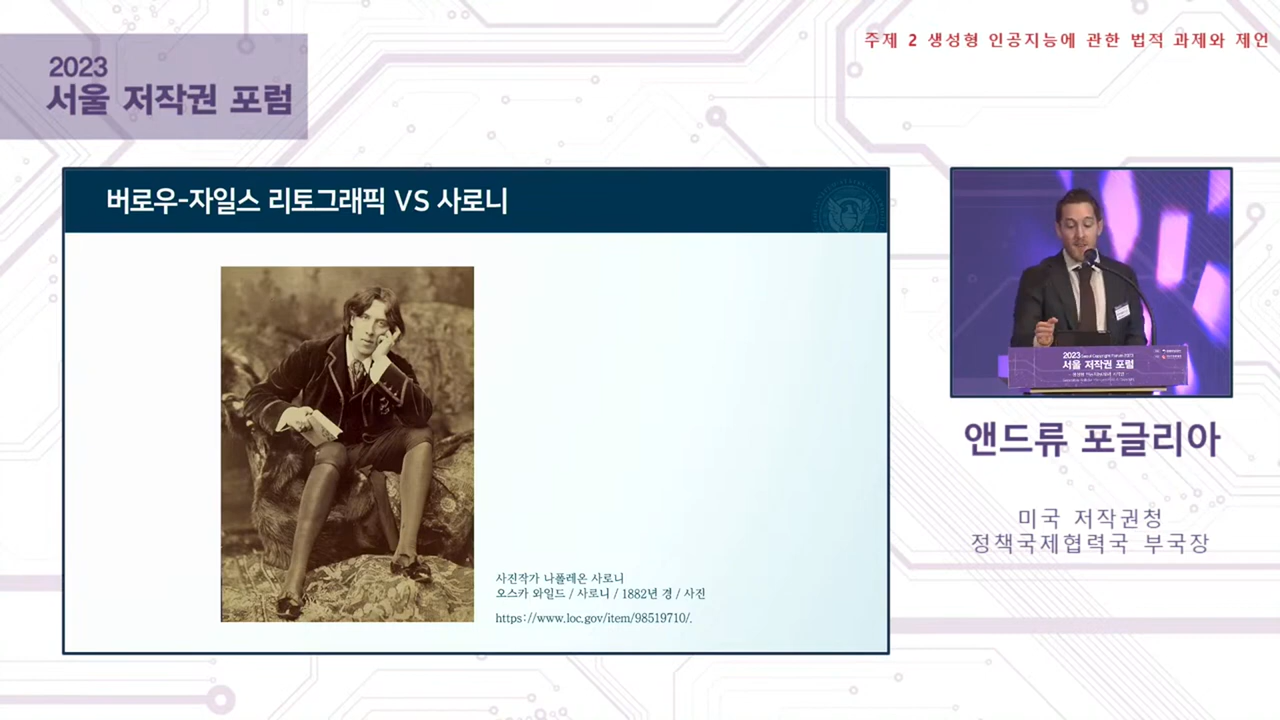 주제 2 생성형 인공지능에 관한 법적 과제와 제언
2023
서울 저작권 포럼
버로우-자일스 리토그래픽 VS 사로니
사진작가 나폴레온 사로니
오스카 와일드 / 사로니 / 1882년 경 / 사진
https://www.loc.gov/item/98519710/.
2023 Seoul Copyright Forum 2023
서울 저작권 포럼
앤드류 포글리아
미국 저작권청
정책국제협력국 부국장